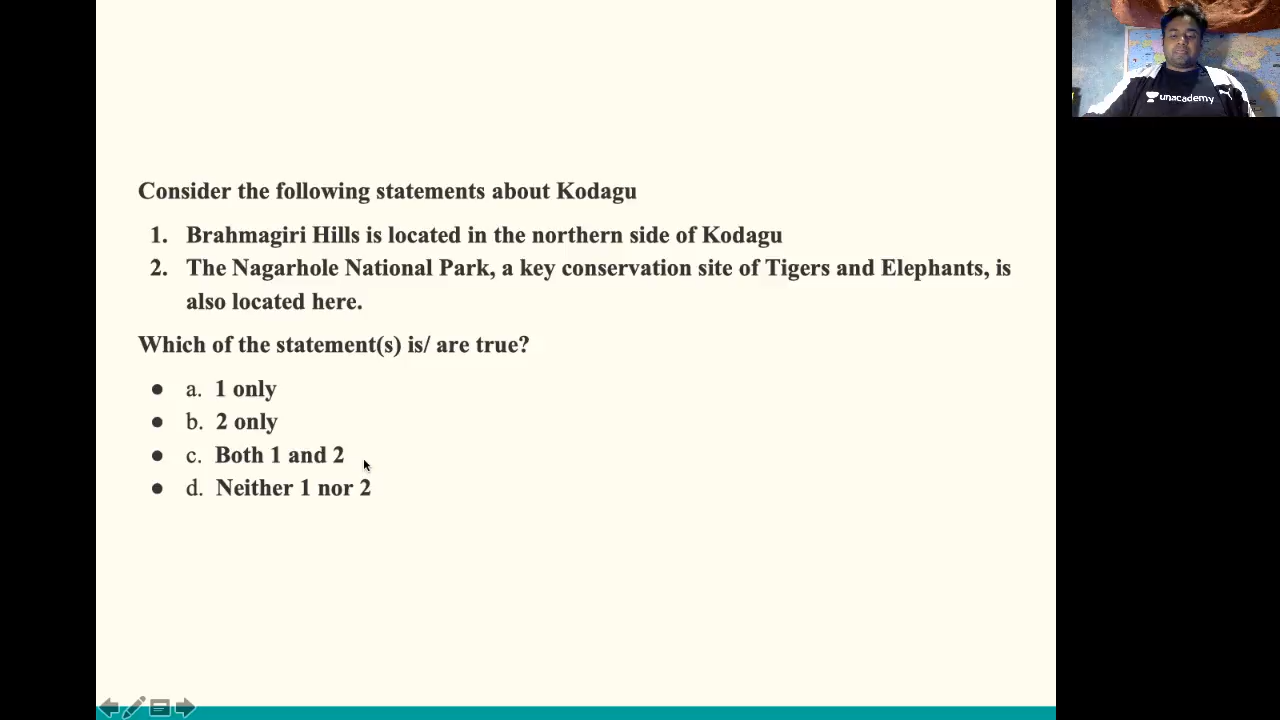 unacademy
Consider the following statements about Kodagu
1. Brahmagiri Hills is located in the northern side of Kodagu
2. The Nagarhole National Park, a key conservation site of Tigers and Elephants, is
also located here.
Which of the statement(s) is/ are true?
● a. 1 only
● b. 2 only
● c. Both 1 and 2
● d. Neither 1 nor 2